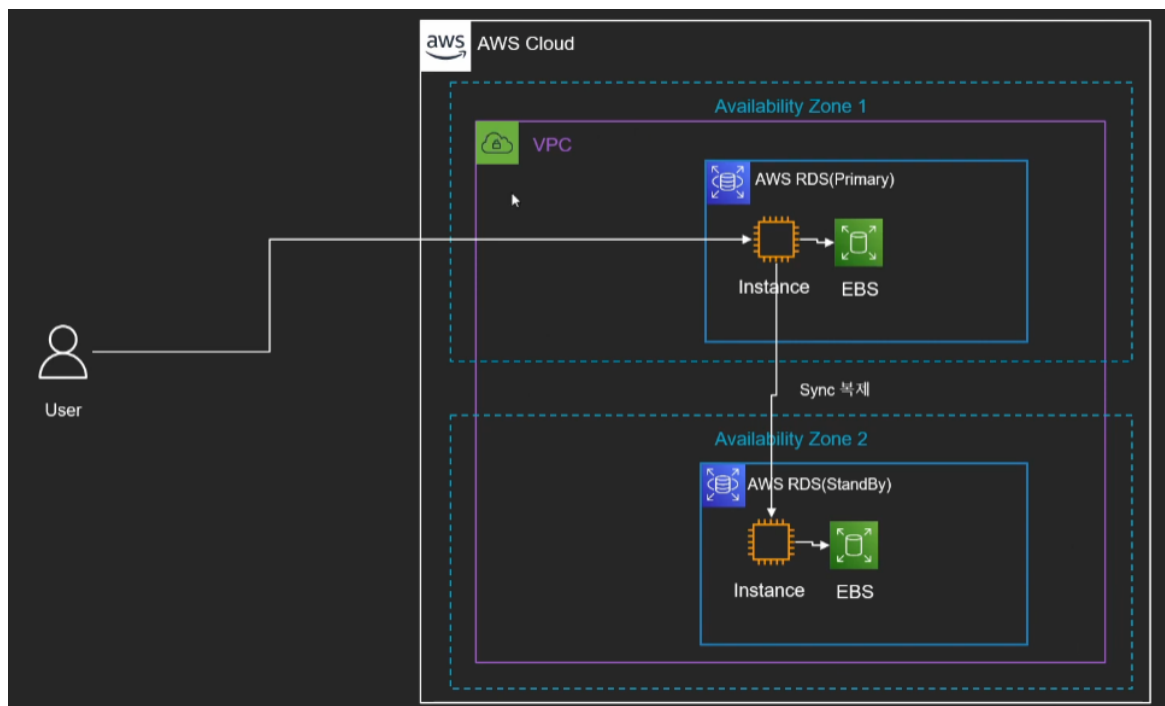 aws
AWS Cloud
Availability Zone 1
VPC
AWS RDS(Primary)
Instance
EBS
User
Sync 복제
Availability Zone 2
AWS RDS(StandBy)
Instance
EBS